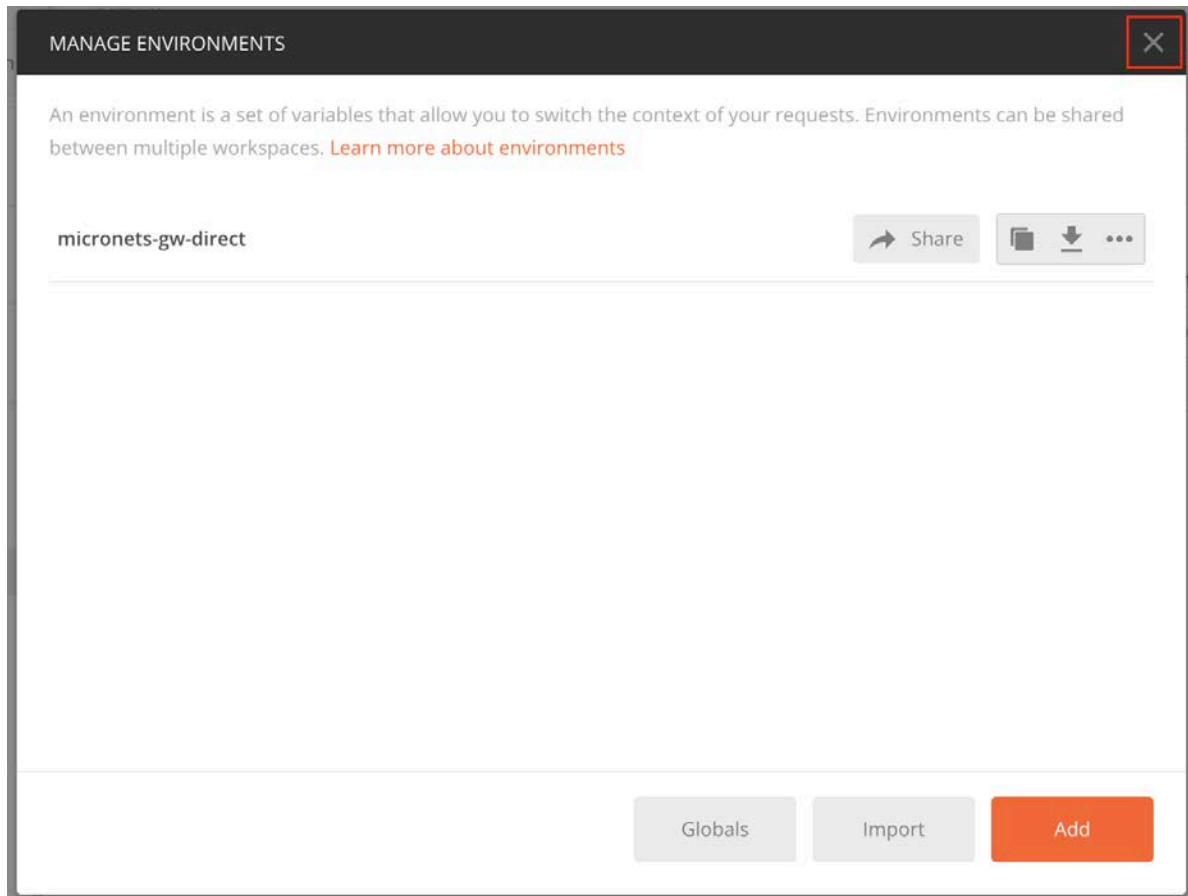 MANAGE ENVIRONMENTS
An environment is a set of variables that allow you to switch the context of your requests. Environments can be shared
between multiple workspaces. Learn more about environments
micronets-gw-direct
Share
Globals
Import
Add